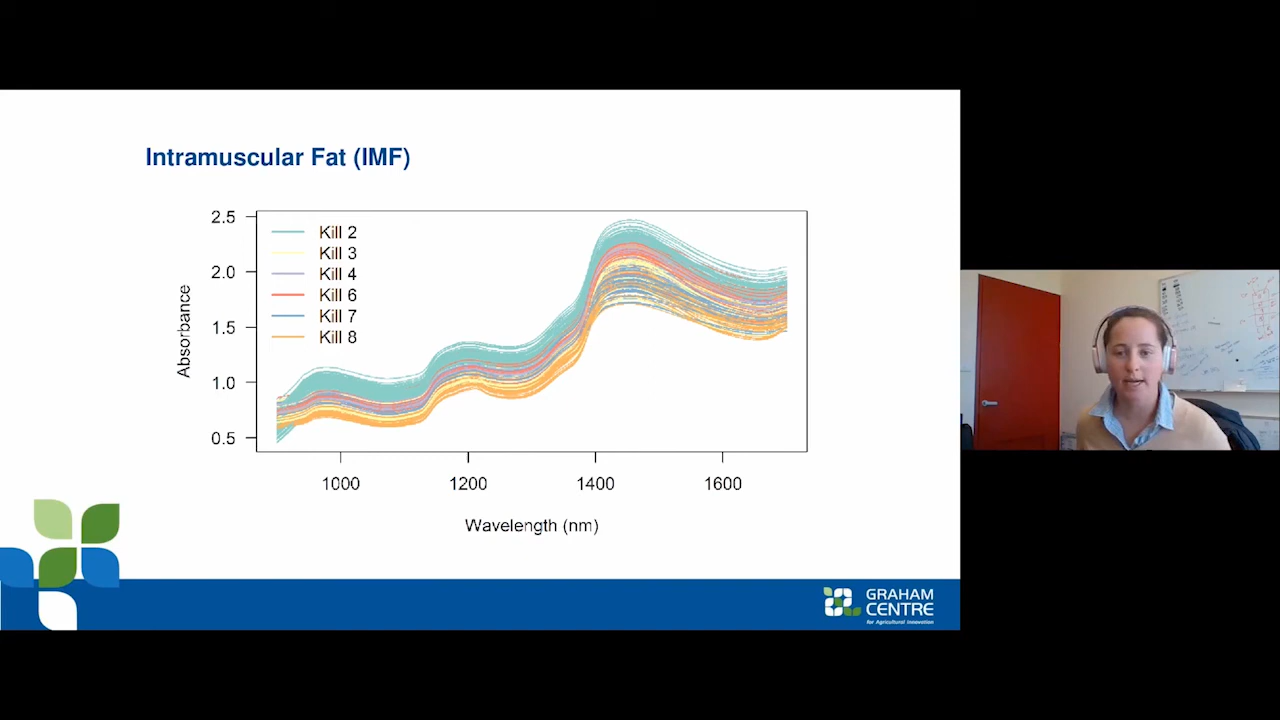 Intramuscular Fat (IMF)
2.5
2.0
1.5
1.0
0.5
Absorbance
Kill 2
Kill 3
Kill 4
Kill 6
Kill 7
Kill 8
1000
1200
1400
1600
Wavelength (nm)
GRAHAM
CENTRE
for Agricultural Innovation